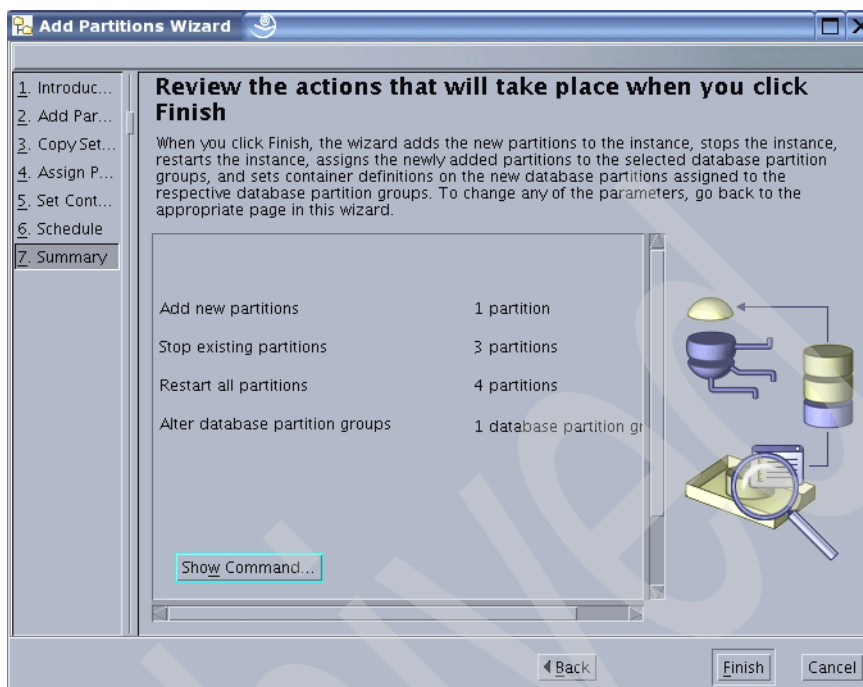 Add Partitions Wizard
1. Introduc...
2. Add Par...
3. Copy Set...
4. Assign P...
5. Set Cont...
6. Schedule
7. Summary
Review the actions that will take place when you click
Finish
When you click Finish, the wizard adds the new partitions to the instance, stops the instance,
restarts the instance, assigns the newly added partitions to the selected database partition
groups, and sets container definitions on the new database partitions assigned to the
respective database partition groups. To change any of the parameters, go back to the
appropriate page in this wizard.
Add new partitions 1 partition
Stop existing partitions 3 partitions
Restart all partitions 4 partitions
Alter database partition groups 1 database partition gr
Show Command...
Back
Finish
Cancel